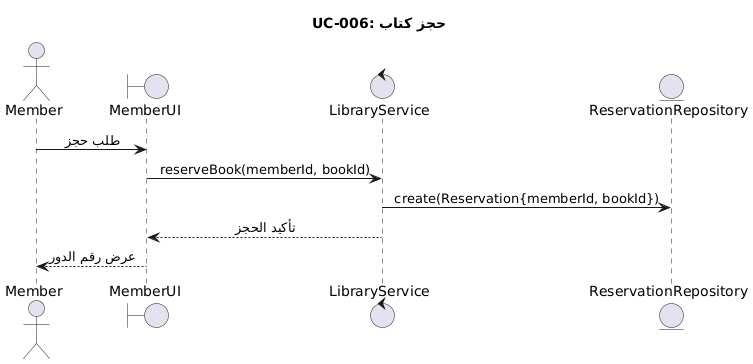 UC-006: حجز كتاب
Member
MemberUI
LibraryService
ReservationRepository
طلب حجز
reserveBook(memberId, bookId)
create(Reservation{memberId, bookId})
تأكيد الحجز
عرض رقم الدور
Member
MemberUI
LibraryService
ReservationRepository